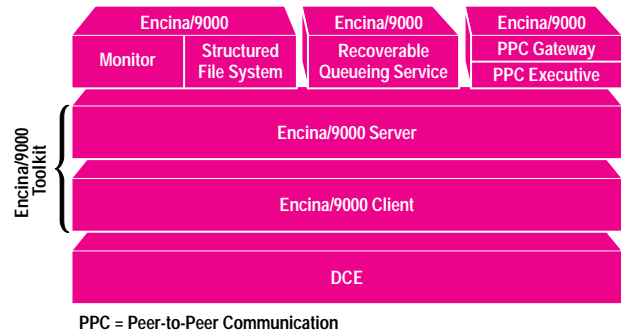 Encina/9000
Monitor
Structured
File System
Encina/9000
Recoverable
Queueing Service
Encina/9000
PPC Gateway
PPC Executive
Encina/9000
Toolkit
Encina/9000 Server
Encina/9000 Client
DCE
PPC = Peer-to-Peer Communication